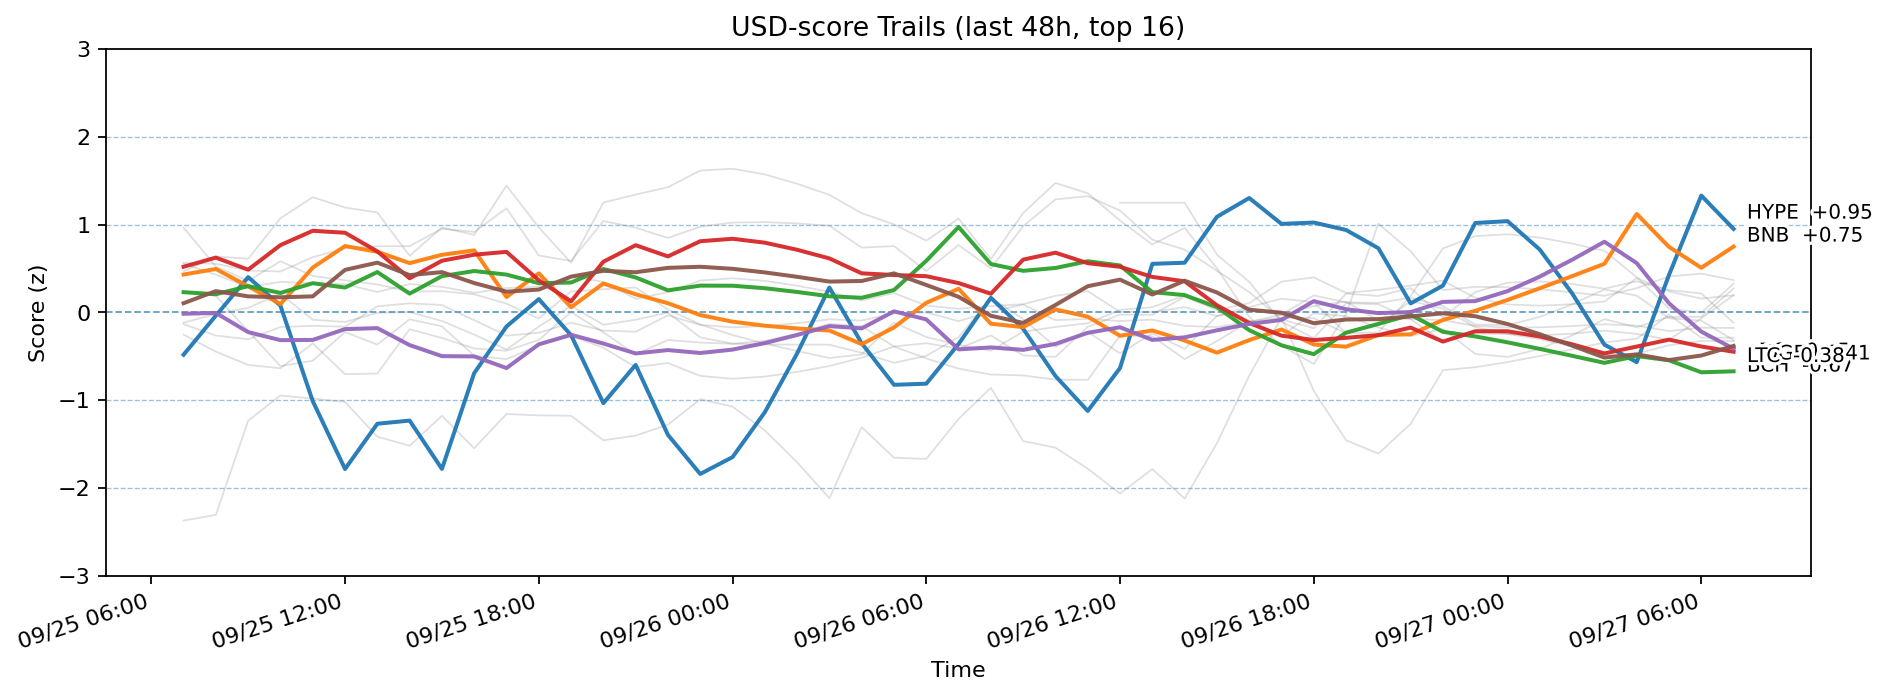 USD-score Trails (last 48h, top 16)
Score (z)
3
2
1
0
−1
−2
−3
HYPE +0.95
BNB +0.75
LTC -0.38
BCH -0.67
09/25 06:00
09/25 12:00
09/25 18:00
09/26 00:00
09/26 06:00
09/26 12:00
09/26 18:00
09/27 00:00
09/27 06:00
Time